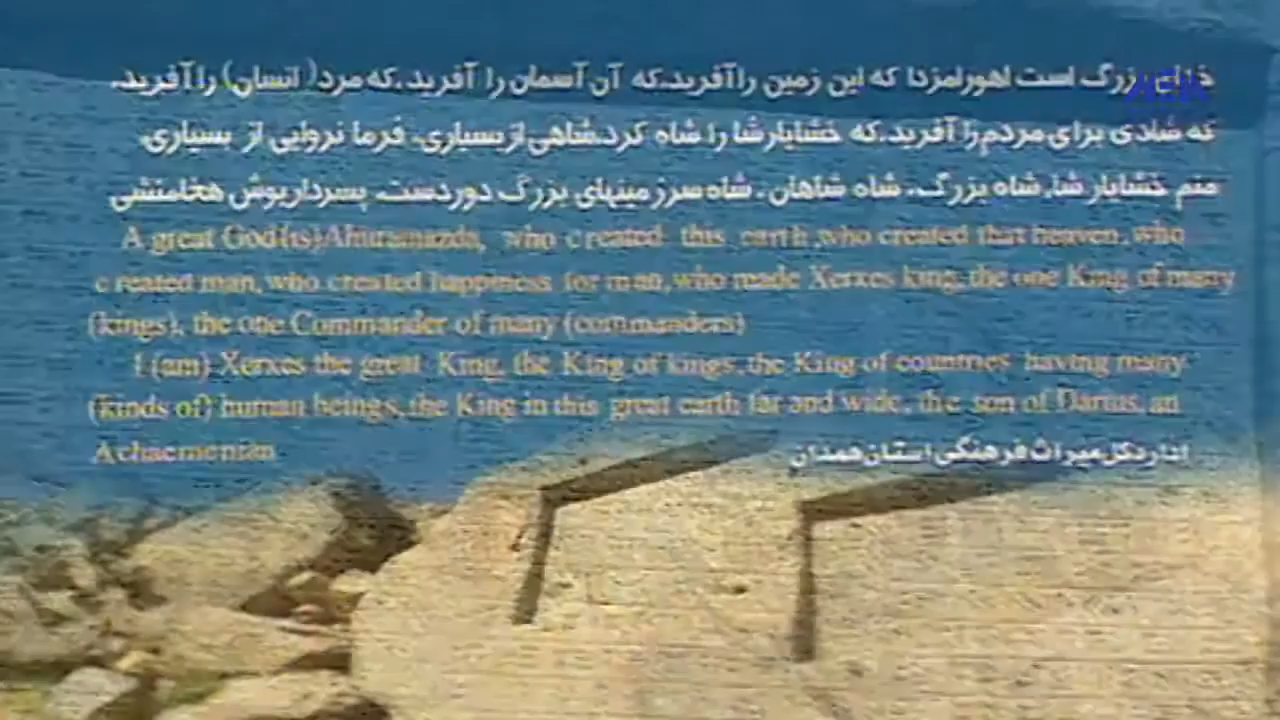 خدای بزرگ است اهورامزدا که این زمین را آفرید.که آن آسمان را آفرید.که مرد( انسان) را آفرید.
که شادی برای مردم را آفرید.که خشایارشا را شاه کرد.شاهی از بسیاری، فرما نروایی از بسیاری.
منم خشایار شا، شاه بزرگ، شاه شاهان ، شاه سرزمینهای بزرگ دوردست، پسرداریوش هخامنشی
A great God(is)Ahuramazda, who created this earth,who created that heaven,who
created man,who created happiness for man,who made Xerxes king,the one King of many
(kings), the one Commander of many (commanders)
I (am) Xerxes the great King, the King of kings,the King of countries having many
(kinds of) human beings,the King in this great earth far and wide, the son of Darius, an
Achaemenian
اداره کل میراث فرهنگی استان همدان